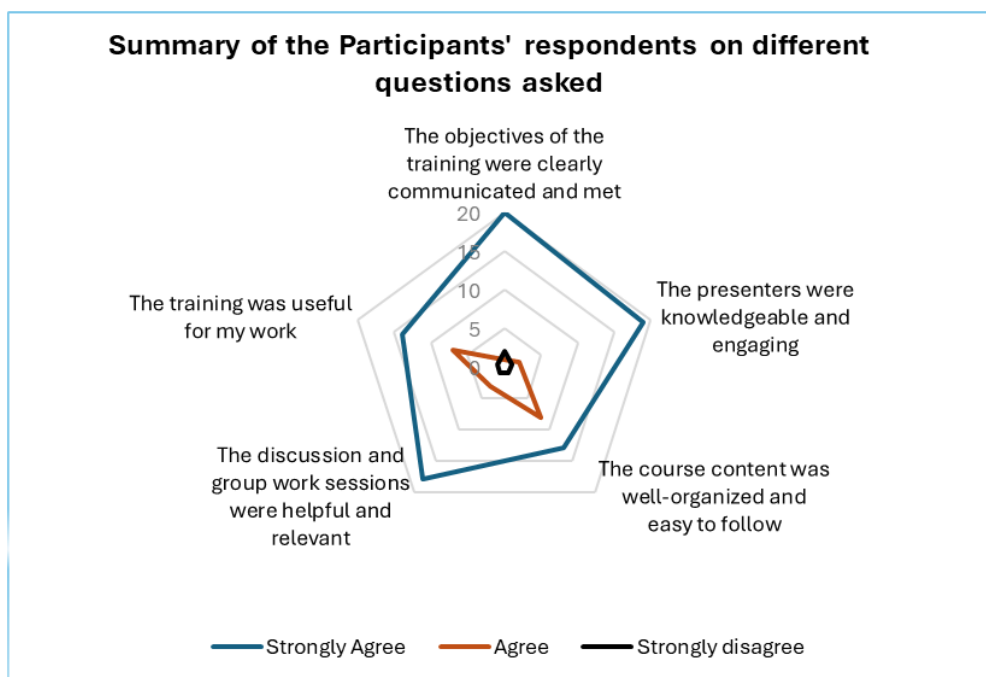 Summary of the Participants' respondents on different
questions asked
The objectives of the
training were clearly
communicated and met
20
15
10
5
0
The presenters were
knowledgeable and
engaging
The course content was
well-organized and
easy to follow
The discussion and
group work sessions
were helpful and
relevant
The training was useful
for my work
Strongly Agree
Agree
Strongly disagree